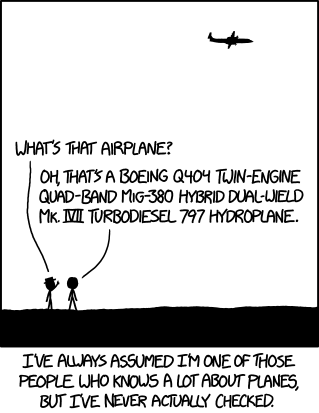 WHAT'S THAT AIRPLANE?
OH, THAT'S A BOEING Q404 TWIN-ENGINE
QUAD-BAND MiG-380 HYBRID DUAL-WIELD
Mk. IVII TURBODIESEL 797 HYDROPLANE.
I'VE ALWAYS ASSUMED I'M ONE OF THOSE
PEOPLE WHO KNOWS A LOT ABOUT PLANES,
BUT I'VE NEVER ACTUALLY CHECKED.